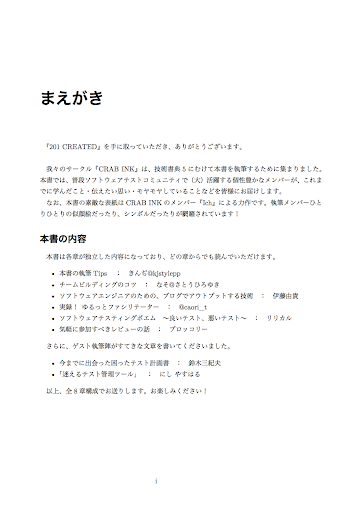 まえがき
『201 CREATED』を手に取っていただき、ありがとうございます。
我々のサークル『CRAB INK』は、技術書典 5 にむけて本書を執筆するために集まりました。
本書では、普段ソフトウェアテストコミュニティで（大）活躍する個性豊かなメンバーが、これま
でに学んだこと・伝えたい思い・モヤモヤしていることなどを皆様にお届けします。
なお、本書の素敵な表紙は CRAB INK のメンバー『Ich』による力作です。執筆メンバーひと
りひとりの似顔絵だったり、シンボルだったりが網羅されています！
本書の内容
本書は各章が独立した内容になっており、どの章からでも読んでいただけます。
• 本書の執筆 Tips ： きんぢ@kjstylepp
• チームビルディングのコツ ： なそ@さとうひろゆき
• ソフトウェアエンジニアのための、ブログでアウトプットする技術 ： 伊藤由貴
• 実録！ ゆるっとファシリテーター ： @caori_t
• ソフトウェアテスティングポエム 〜良いテスト、悪いテスト〜 ： リリカル
• 気軽に参加すべきレビューの話 ： ブロッコリー
さらに、ゲスト執筆陣がすてきな文章を書いてくださいました。
• 今までに出会った困ったテスト計画書 ： 鈴木三紀夫
• 「迷えるテスト管理ツール」 ： にし やすはる
以上、全 8 章構成でお送りします。お楽しみください！
i